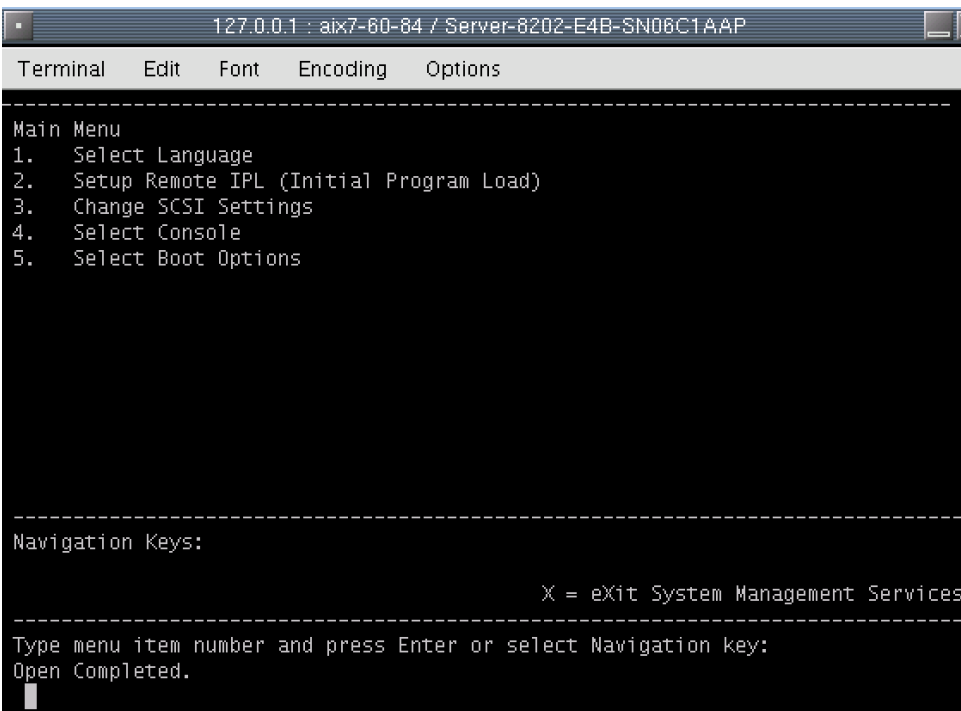 127.0.0.1 : aix7-60-84 / Server-8202-E4B-SN06C1AAP
Terminal Edit Font Encoding Options
Main Menu
1. Select Language
2. Setup Remote IPL (Initial Program Load)
3. Change SCSI Settings
4. Select Console
5. Select Boot Options
Navigation Keys:
X = eXit System Management Services
Type menu item number and press Enter or select Navigation key:
Open Completed.